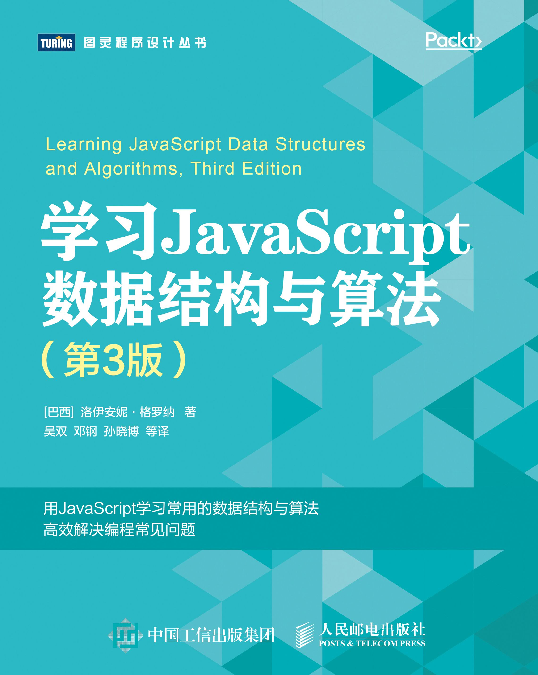 TURING 图灵程序设计丛书
Packt>
Learning JavaScript Data Structures
and Algorithms, Third Edition
学习JavaScript
数据结构与算法
（第3版）
[巴西] 洛伊安妮·格罗纳 著
吴双 邓钢 孙晓博 等译
用JavaScript学习常用的数据结构与算法
高效解决编程常见问题
中国工信出版集团
人民邮电出版社
POSTS & TELECOM PRESS